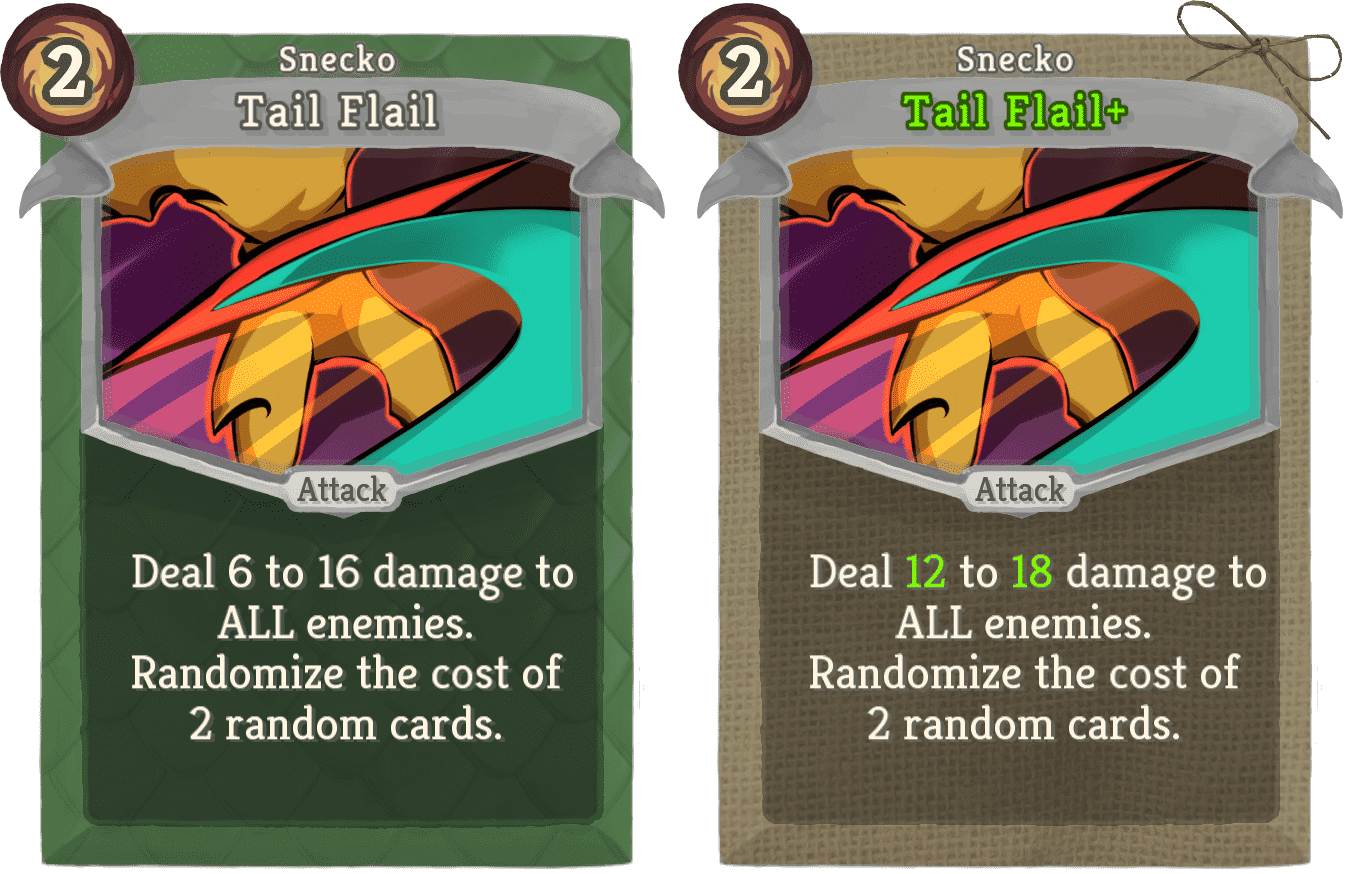 2
Snecko
Tail Flail
Attack
Deal 6 to 16 damage to
ALL enemies.
Randomize the cost of
2 random cards.
2
Snecko
Tail Flail+
Attack
Deal 12 to 18 damage to
ALL enemies.
Randomize the cost of
2 random cards.